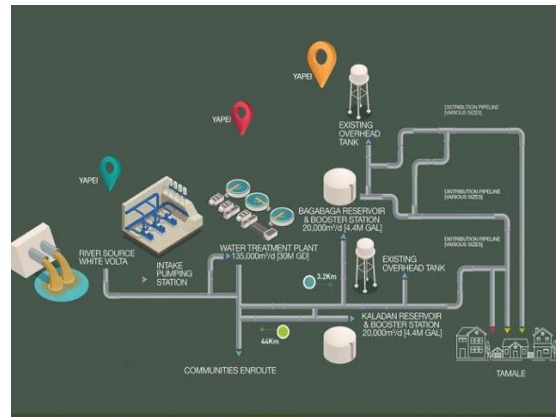 YAPEI
YAPEI
YAPEI
EXISTING
OVERHEAD
TANK
DISTRIBUTION PIPELINE
[VARIOUS SIZES]
BAGABAGA RESERVOIR
& BOOSTER STATION
20,000m³/d [4.4M GAL]
DISTRIBUTION PIPELINE
[VARIOUS SIZES]
RIVER SOURCE
WHITE VOLTA
INTAKE
PUMPING
STATION
WATER TREATMENT PLANT
135,000m³/d [30M GD]
EXISTING
OVERHEAD TANK
DISTRIBUTION PIPELINE
[VARIOUS SIZES]
3.2Km
44Km
KALADAN RESERVOIR
& BOOSTER STATION
20,000m³/d [4.4M GAL]
COMMUNITIES ENROUTE
TAMALE